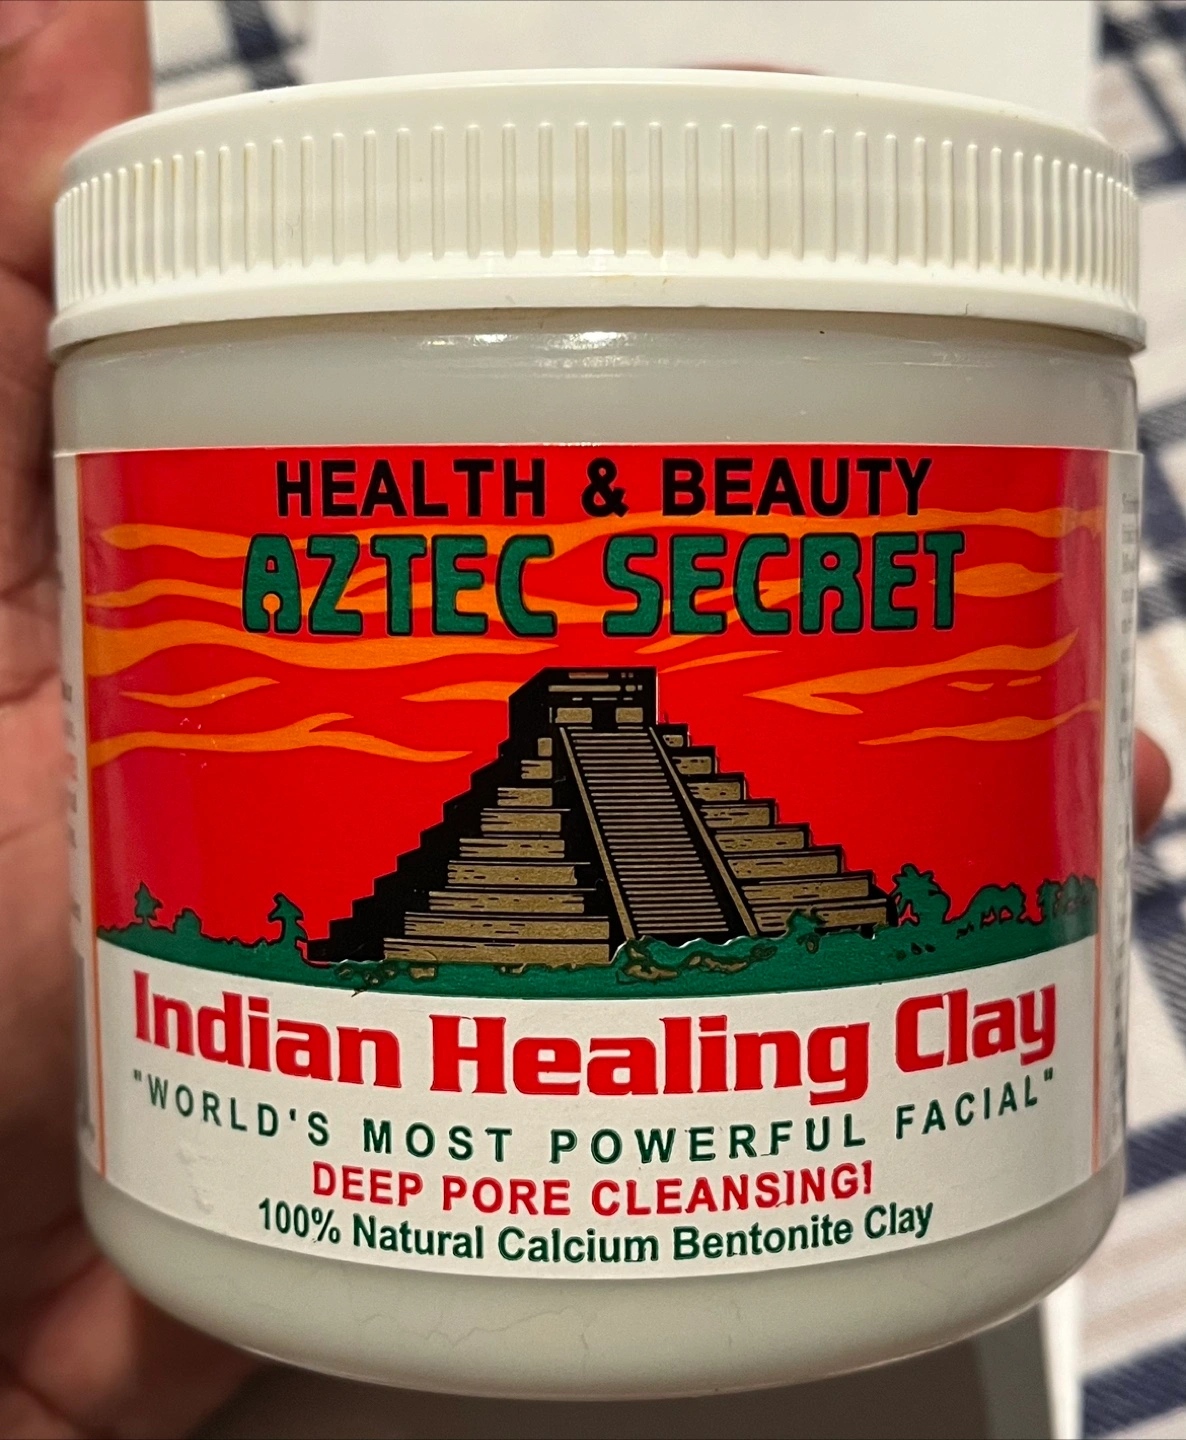 HEALTH & BEAUTY
AZTEC SECRET
Indian Healing Clay
"WORLD'S MOST POWERFUL FACIAL"
DEEP PORE CLEANSING!
100% Natural Calcium Bentonite Clay